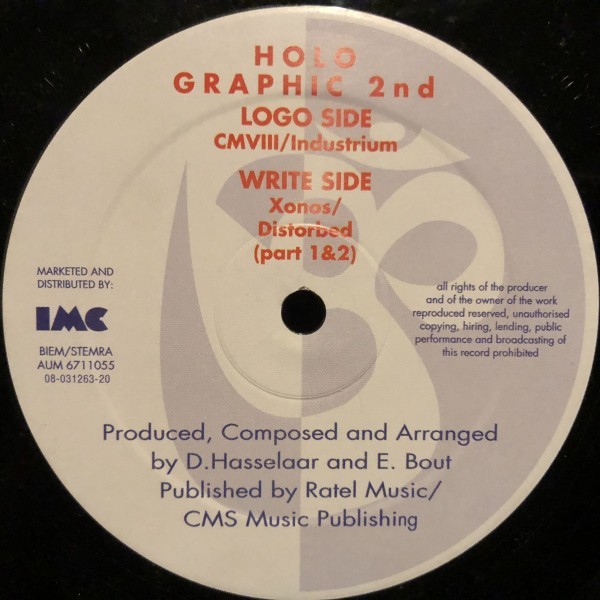 HOLO
GRAPHIC 2nd
LOGO SIDE
CMVIII/Industrium
WRITE SIDE
Xonos/
Distorbed
(part 1&2)
MARKETED AND
DISTRIBUTED BY:
IMC
BIEM/STEMRA
AUM 6711055
08-031263-20
all rights of the producer
and of the owner of the work
reproduced reserved, unauthorised
copying, hiring, lending, public
performance and broadcasting of
this record prohibited
Produced, Composed and Arranged
by D.Hasselaar and E. Bout
Published by Ratel Music/
CMS Music Publishing